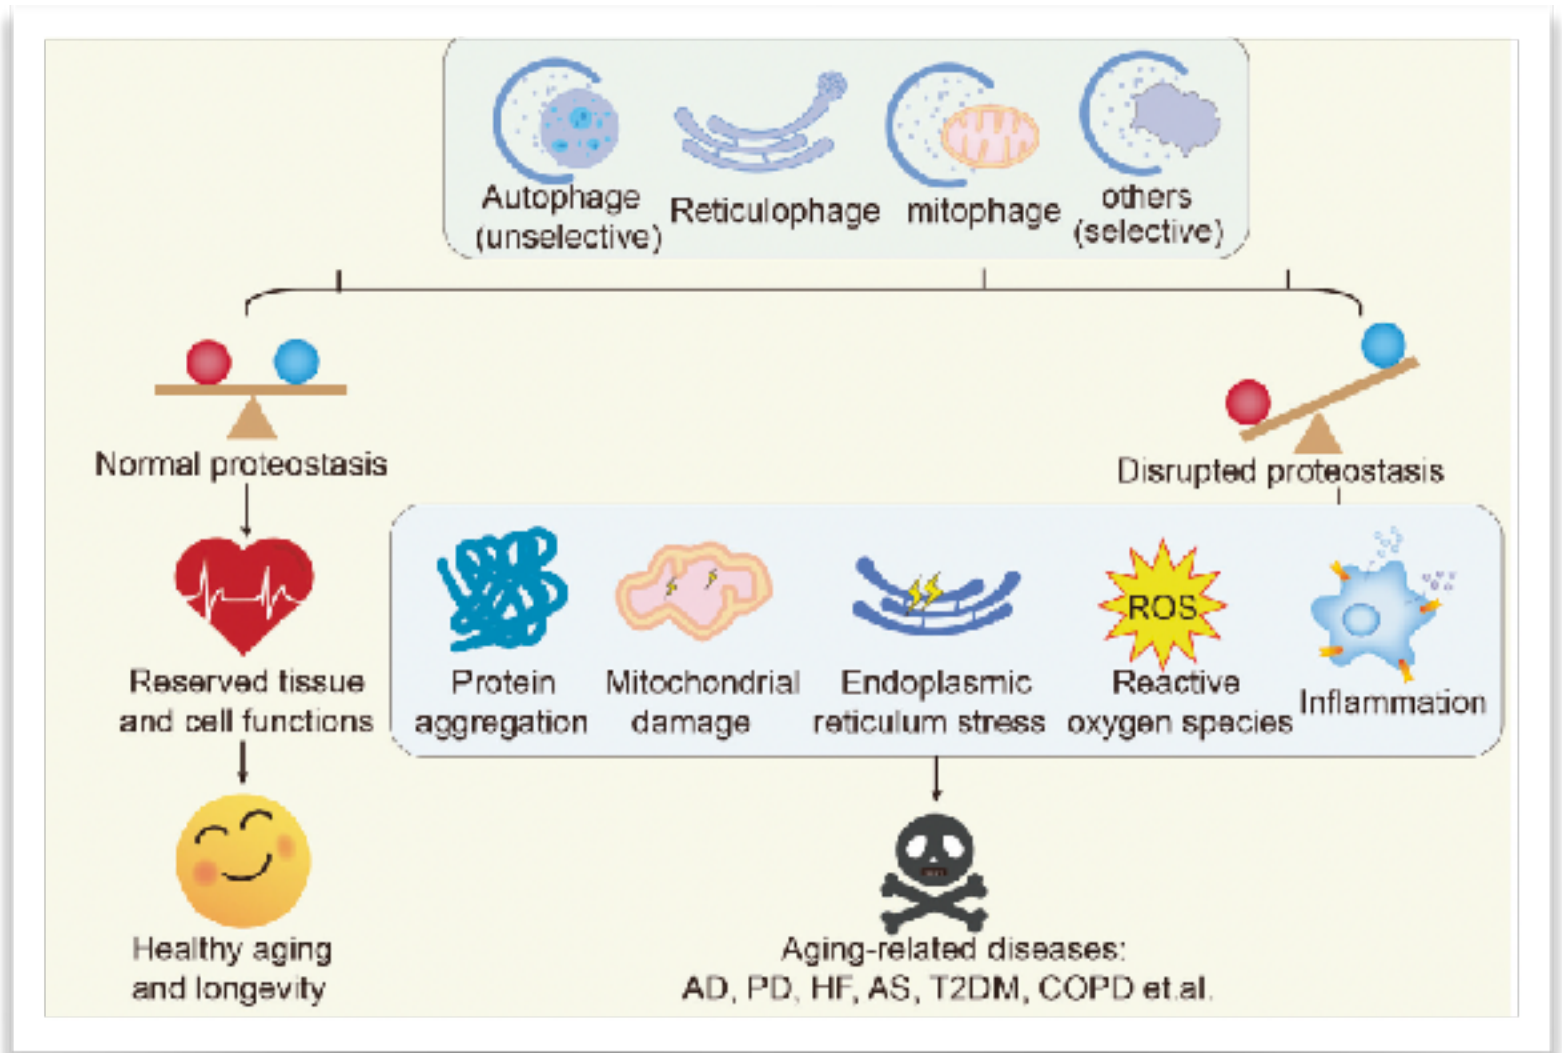 Autophage
(unselective)
Reticulophage
mitophage
others
(selective)
Normal proteostasis
Disrupted proteostasis
Reserved tissue
and cell functions
Protein
aggregation
Mitochondrial
damage
Endoplasmic
reticulum stress
ROS
Reactive
oxygen species
Inflammation
Healthy aging
and longevity
Aging-related diseases:
AD, PD, HF, AS, T2DM, COPD et.al.